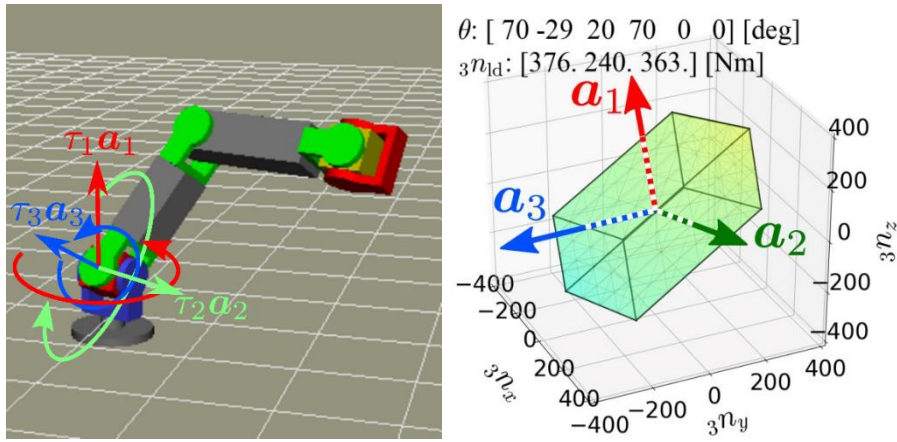 τ₁a₁
τ₃a₃
τ₂a₂
θ: [ 70 -29 20 70 0 0] [deg]
₃n_ld: [376. 240. 363.] [Nm]
a₁
a₃
a₂
400
200
0
-200
-400
₃n_z
-400
-200
0
200
400
₃n_x
-400
-200
0
200
400
₃n_y